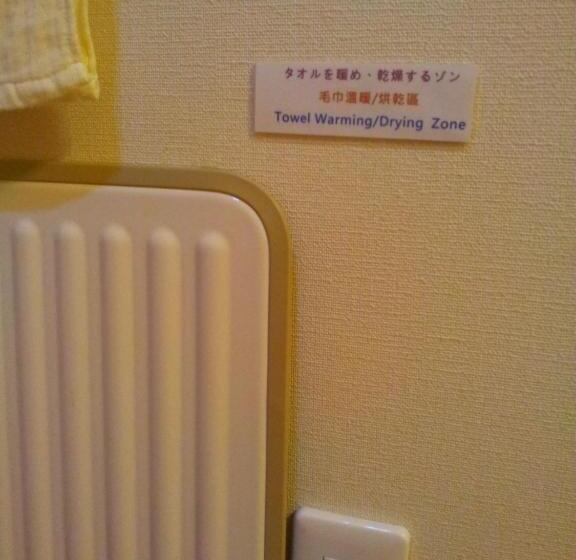 タオルを暖め・乾燥するゾン
毛巾溫暖/烘乾區
Towel Warming/Drying Zone